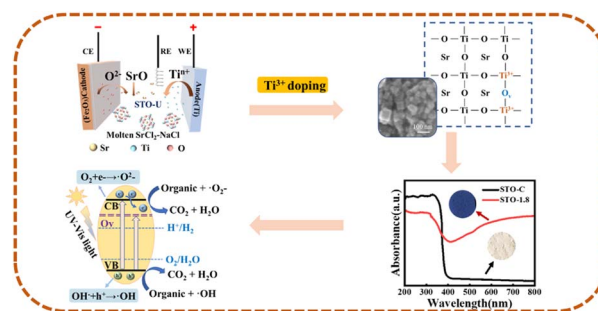 − +
CE RE WE
O²⁻ SrO Tiⁿ⁺
(Fe₂O₃)Cathode
STO-U
Anode(Ti)
Molten SrCl₂-NaCl
Sr Ti O
Ti³⁺ doping
100 nm
—O—Ti—O—Ti—
Sr O Sr O
—O—Ti—O—Ti³⁺—
Sr O Sr Oᵥ
—O—Ti—O—Ti³⁺—
Absorbance(a.u.)
STO-C
STO-1.8
200 300 400 500 600 700 800
Wavelength(nm)
O₂+e-→·O²-
Organic + ·O₂-
CB
CO₂ + H₂O
Ov
H⁺/H₂
UV-Vis light
O₂/H₂O
VB
CO₂ + H₂O
OH-+h⁺→·OH
Organic + ·OH